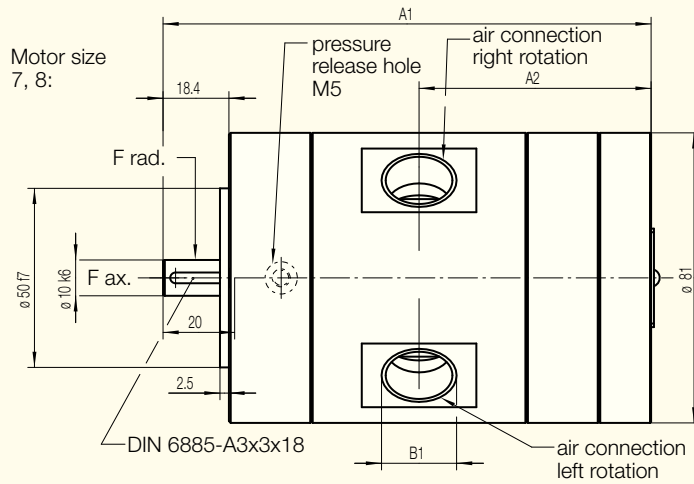 A1
Motor size
7, 8:
pressure
release hole
M5
air connection
right rotation
18.4
A2
F rad.
ø 50 f7
ø 10 k6
F ax.
ø 81
20
2.5
DIN 6885-A3x3x18
B1
air connection
left rotation